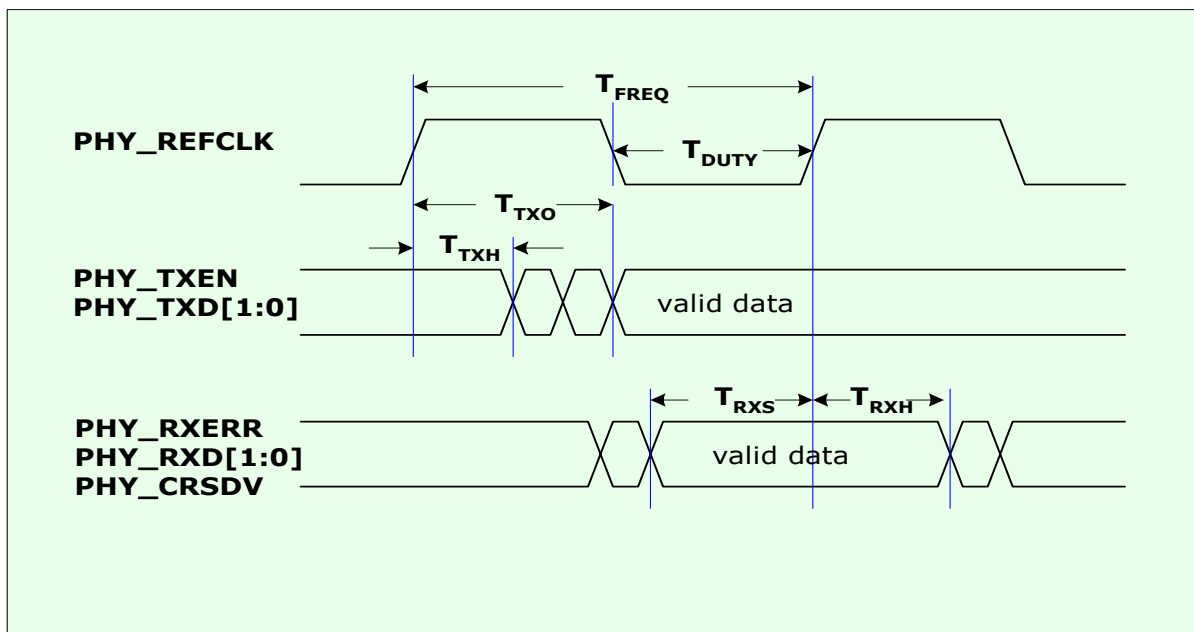 T_FREQ
PHY_REFCLK
T_DUTY
T_TXO
T_TXH
PHY_TXEN
PHY_TXD[1:0]
valid data
T_RXS
T_RXH
PHY_RXERR
PHY_RXD[1:0]
valid data
PHY_CRSDV